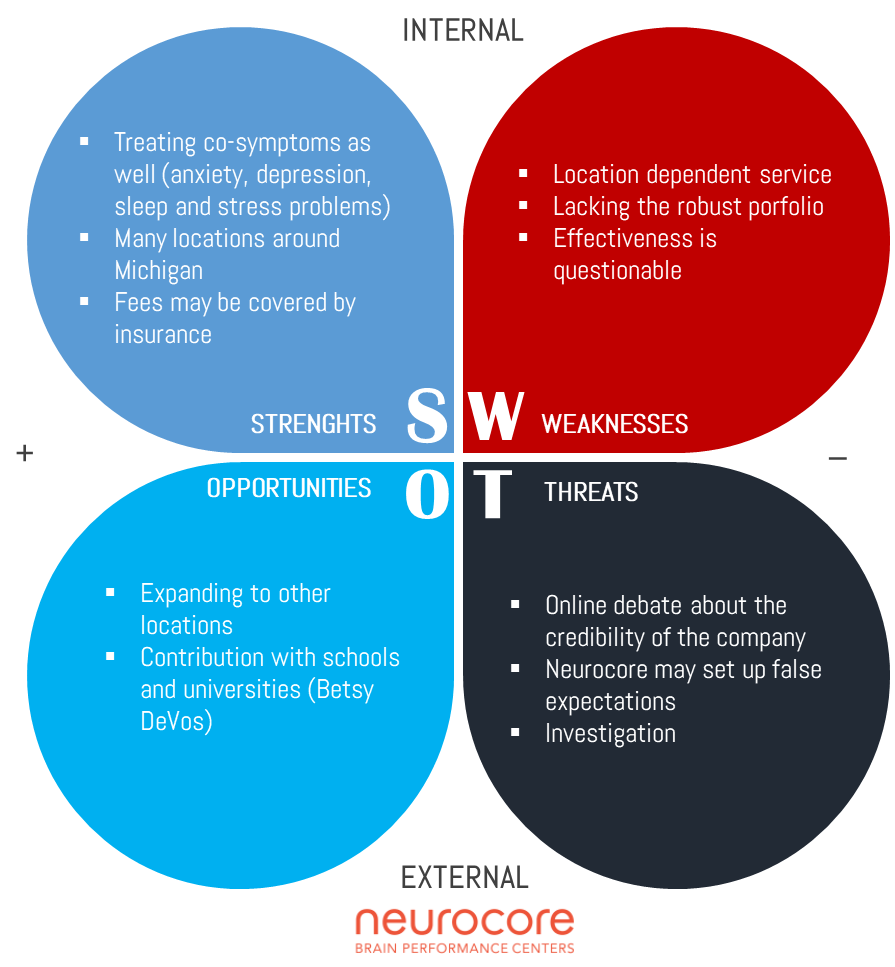 INTERNAL
▪ Treating co-symptoms as
well (anxiety, depression,
sleep and stress problems)
▪ Many locations around
Michigan
▪ Fees may be covered by
insurance
STRENGHTS
S
▪ Location dependent service
▪ Lacking the robust porfolio
▪ Effectiveness is
questionable
W
WEAKNESSES
+
–
OPPORTUNITIES
O
▪ Expanding to other
locations
▪ Contribution with schools
and universities (Betsy
DeVos)
T
THREATS
▪ Online debate about the
credibility of the company
▪ Neurocore may set up false
expectations
▪ Investigation
EXTERNAL
neurocore
BRAIN PERFORMANCE CENTERS